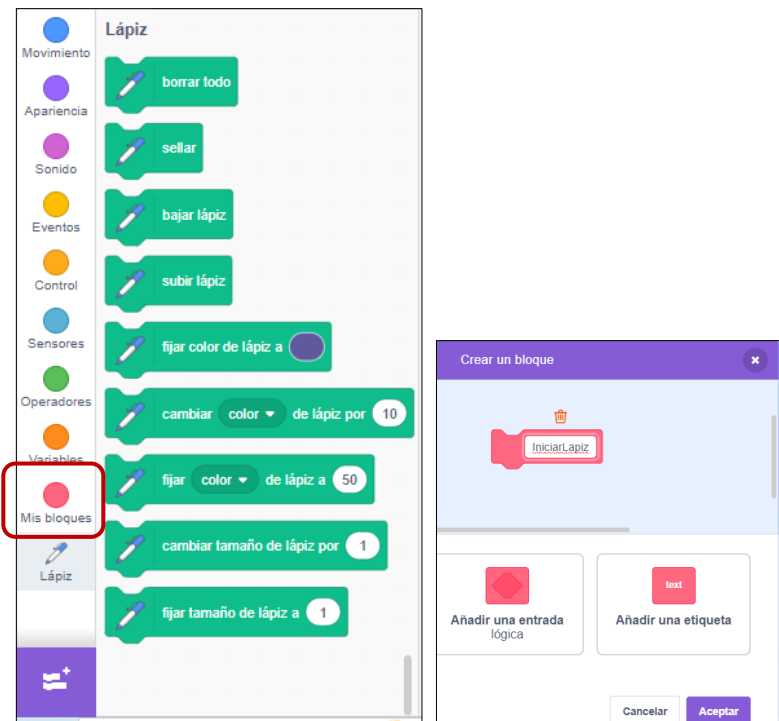 Movimiento
Apariencia
Sonido
Eventos
Control
Sensores
Operadores
Variables
Mis bloques
Lápiz
Lápiz
borrar todo
sellar
bajar lápiz
subir lápiz
fijar color de lápiz a
cambiar color de lápiz por 10
fijar color de lápiz a 50
cambiar tamaño de lápiz por 1
fijar tamaño de lápiz a 1
Crear un bloque
IniciarLapiz
Añadir una entrada
lógica
text
Añadir una etiqueta
Cancelar Aceptar